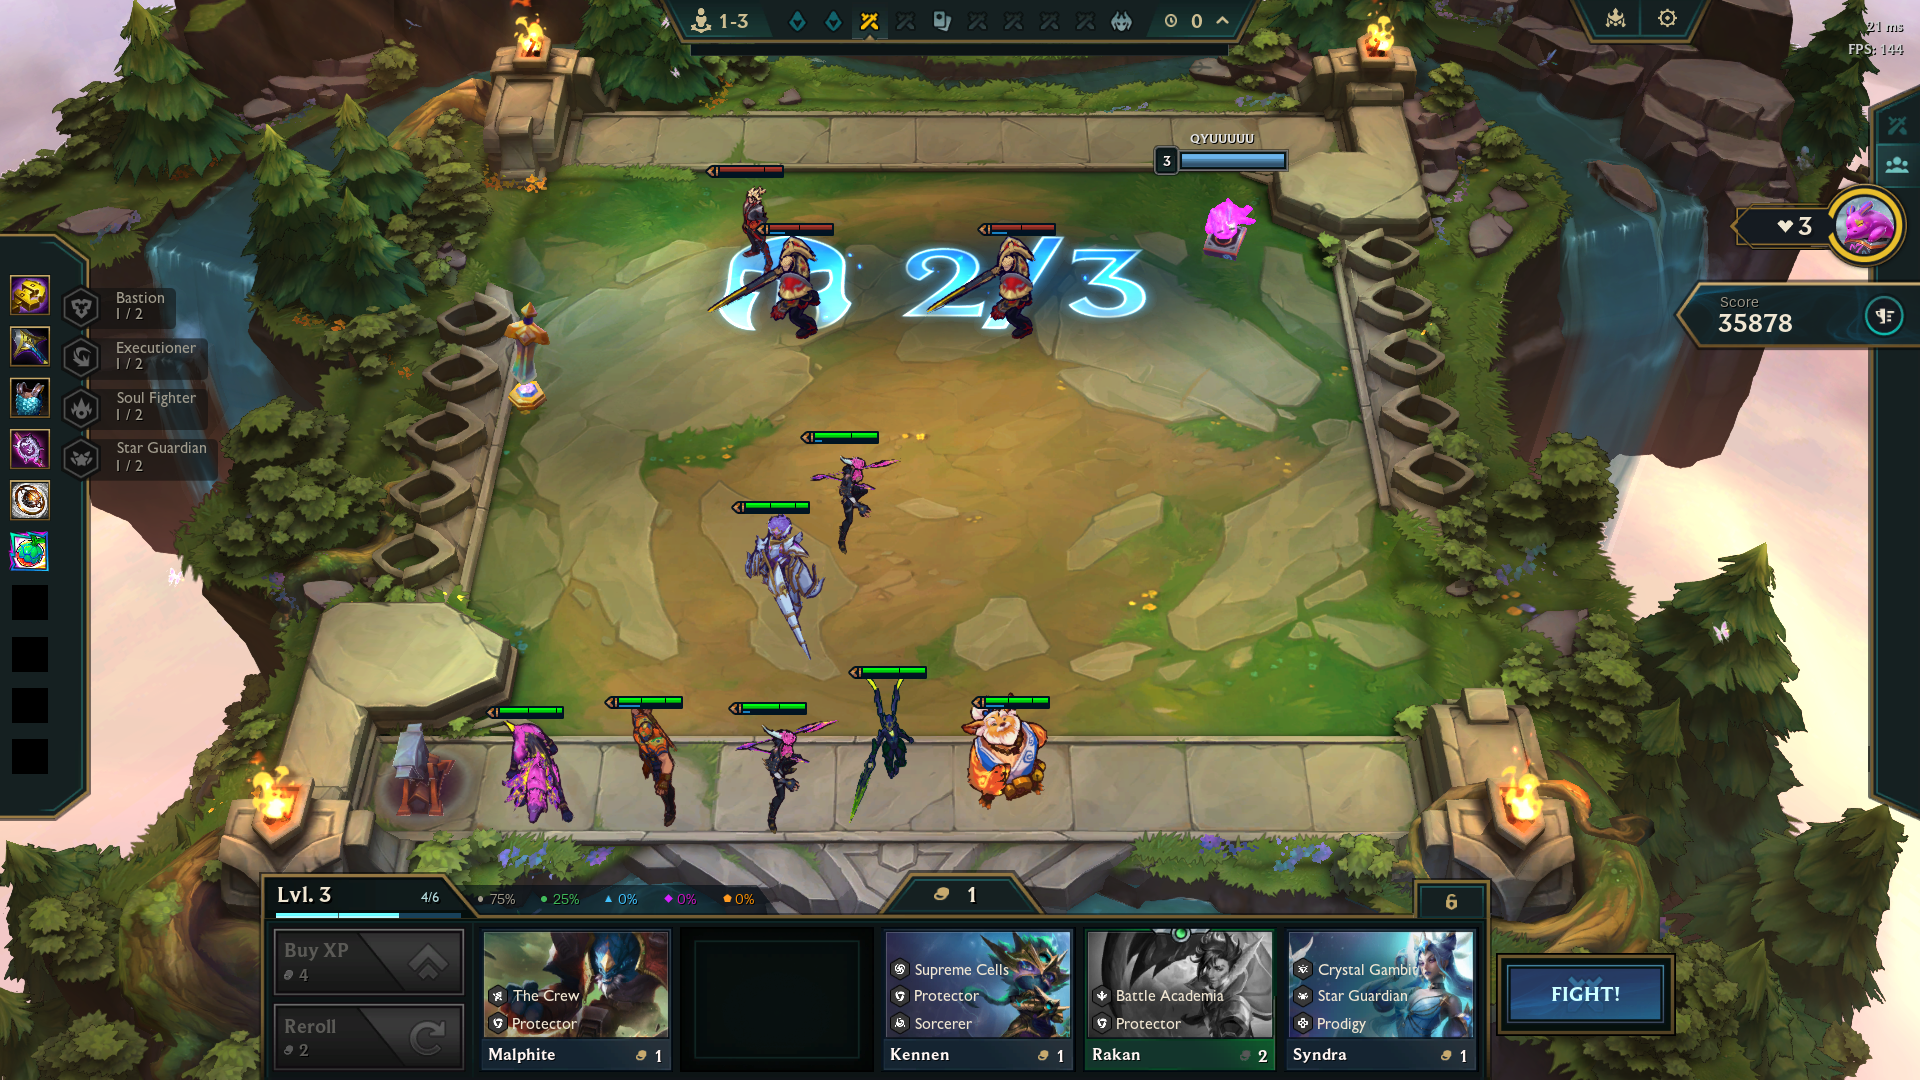 1-3
0
21 ms
FPS: 144
QYUUUUU
3
2/3
3
Score
35878
Bastion
1 / 2
Executioner
1 / 2
Soul Fighter
1 / 2
Star Guardian
1 / 2
Lvl. 3
4/6
75%
25%
0%
0%
0%
1
6
Buy XP
4
Reroll
2
The Crew
Protector
Malphite
1
Supreme Cells
Protector
Sorcerer
Kennen
1
Battle Academia
Protector
Rakan
2
Crystal Gambit
Star Guardian
Prodigy
Syndra
1
FIGHT!